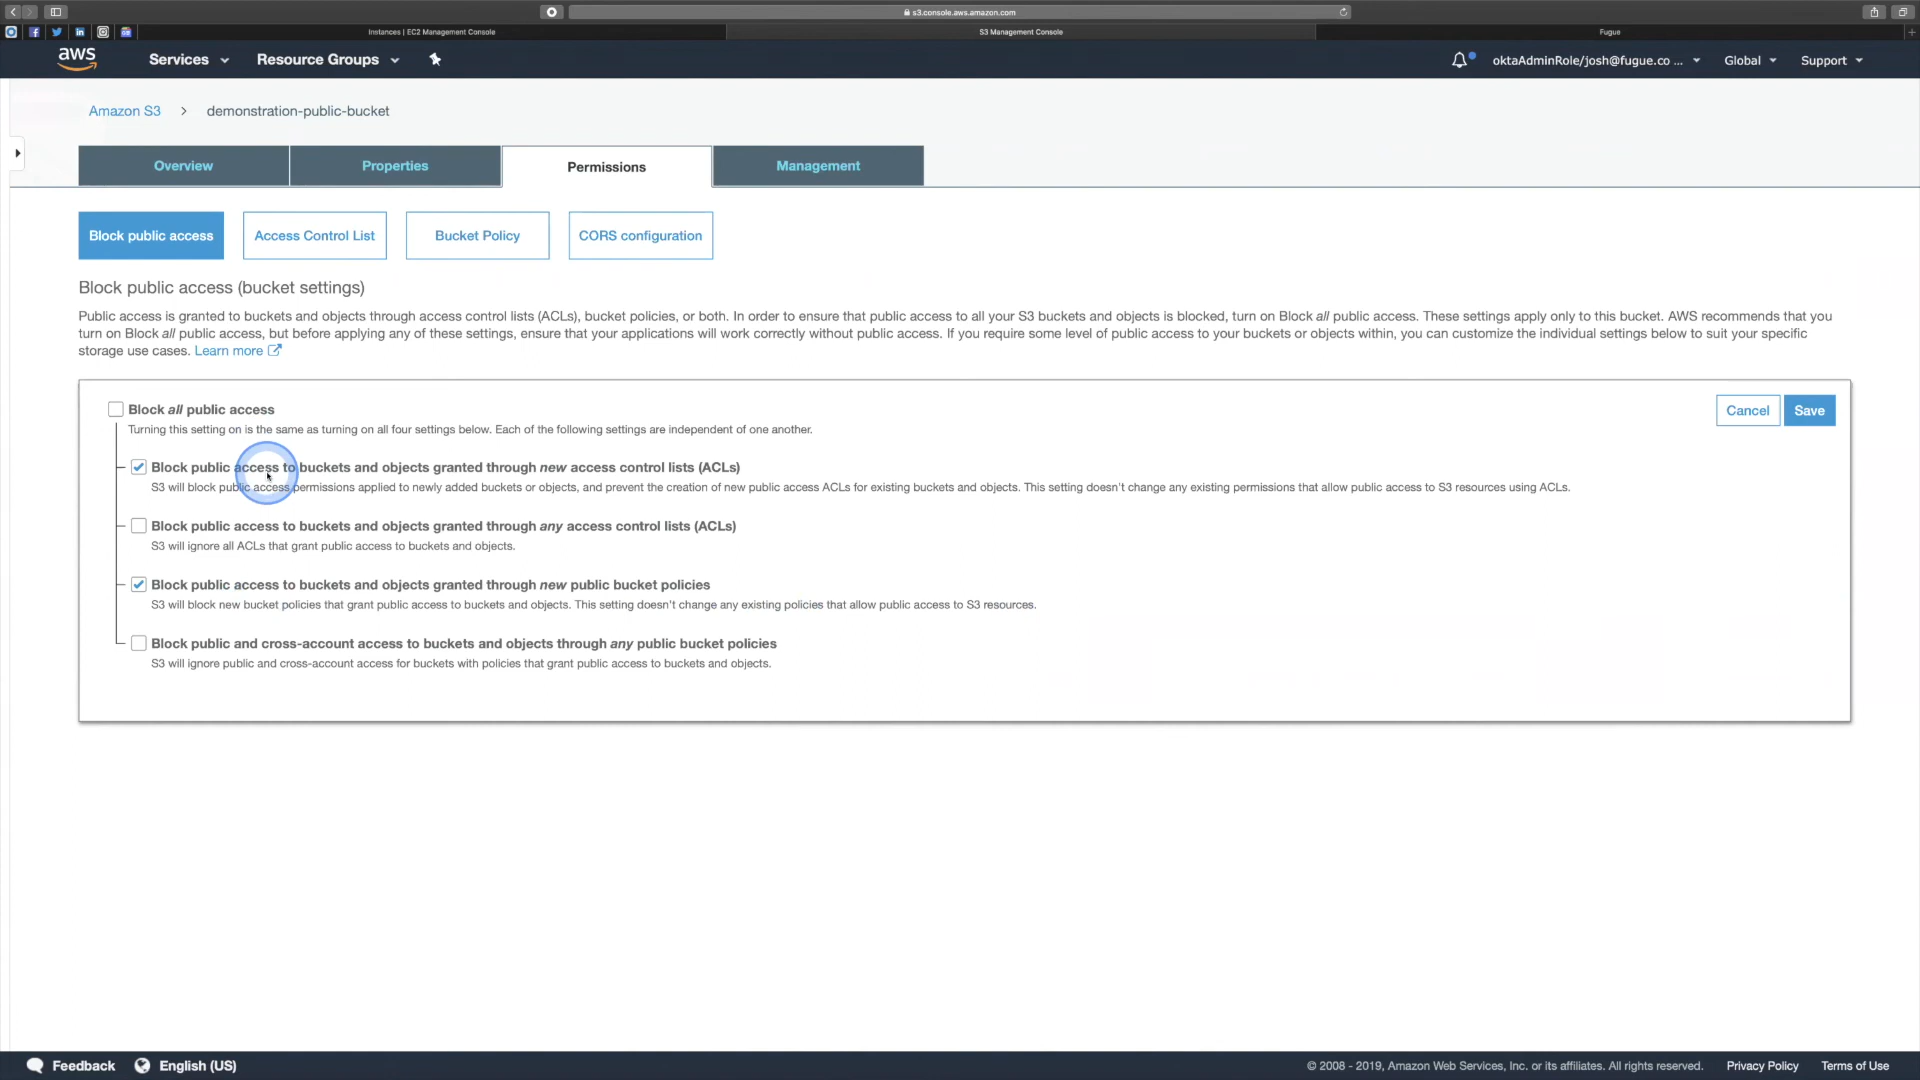 s3.console.aws.amazon.com
Instances | EC2 Management Console
S3 Management Console
Fugue
aws
Services
Resource Groups
oktaAdminRole/josh@fugue.co ...
Global
Support
Amazon S3 > demonstration-public-bucket
Overview
Properties
Permissions
Management
Block public access
Access Control List
Bucket Policy
CORS configuration
Block public access (bucket settings)
Public access is granted to buckets and objects through access control lists (ACLs), bucket policies, or both. In order to ensure that public access to all your S3 buckets and objects is blocked, turn on Block all public access. These settings apply only to this bucket. AWS recommends that you
turn on Block all public access, but before applying any of these settings, ensure that your applications will work correctly without public access. If you require some level of public access to your buckets or objects within, you can customize the individual settings below to suit your specific
storage use cases. Learn more
Block all public access
Cancel
Save
Turning this setting on is the same as turning on all four settings below. Each of the following settings are independent of one another.
Block public access to buckets and objects granted through new access control lists (ACLs)
S3 will block public access permissions applied to newly added buckets or objects, and prevent the creation of new public access ACLs for existing buckets and objects. This setting doesn't change any existing permissions that allow public access to S3 resources using ACLs.
Block public access to buckets and objects granted through any access control lists (ACLs)
S3 will ignore all ACLs that grant public access to buckets and objects.
Block public access to buckets and objects granted through new public bucket policies
S3 will block new bucket policies that grant public access to buckets and objects. This setting doesn't change any existing policies that allow public access to S3 resources.
Block public and cross-account access to buckets and objects through any public bucket policies
S3 will ignore public and cross-account access for buckets with policies that grant public access to buckets and objects.
Feedback
English (US)
© 2008 - 2019, Amazon Web Services, Inc. or its affiliates. All rights reserved.
Privacy Policy
Terms of Use